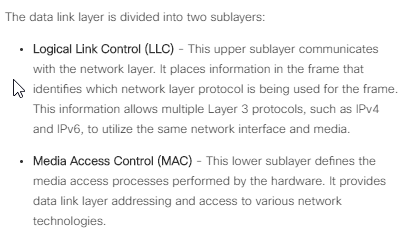 The data link layer is divided into two sublayers:
• Logical Link Control (LLC) - This upper sublayer communicates
with the network layer. It places information in the frame that
identifies which network layer protocol is being used for the frame.
This information allows multiple Layer 3 protocols, such as IPv4
and IPv6, to utilize the same network interface and media.
• Media Access Control (MAC) - This lower sublayer defines the
media access processes performed by the hardware. It provides
data link layer addressing and access to various network
technologies.